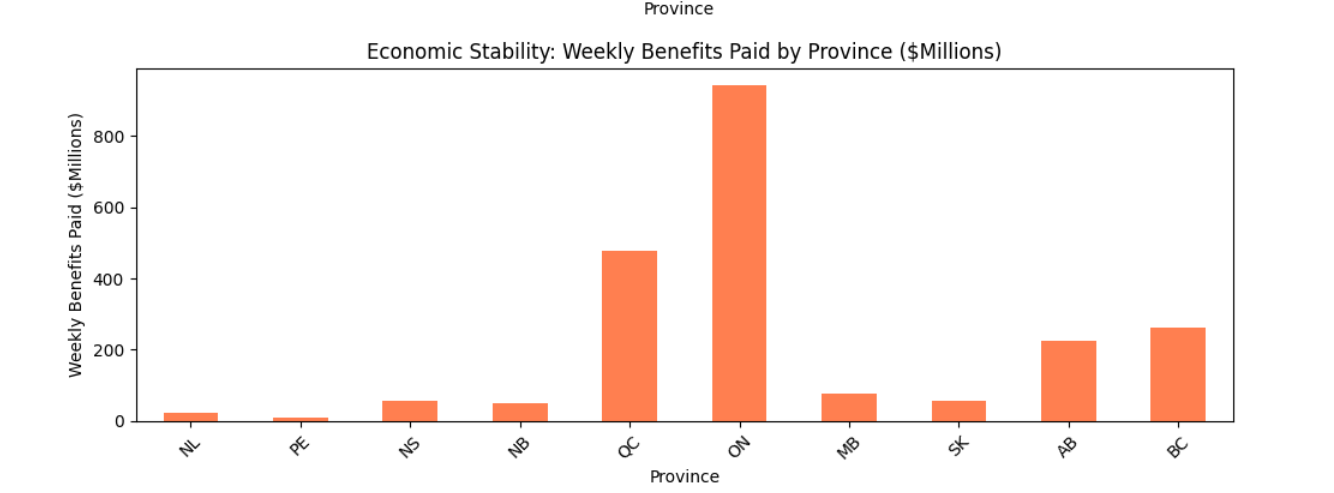 Province
Economic Stability: Weekly Benefits Paid by Province ($Millions)
Weekly Benefits Paid ($Millions)
800
600
400
200
0
NL PE NS NB QC ON MB SK AB BC
Province